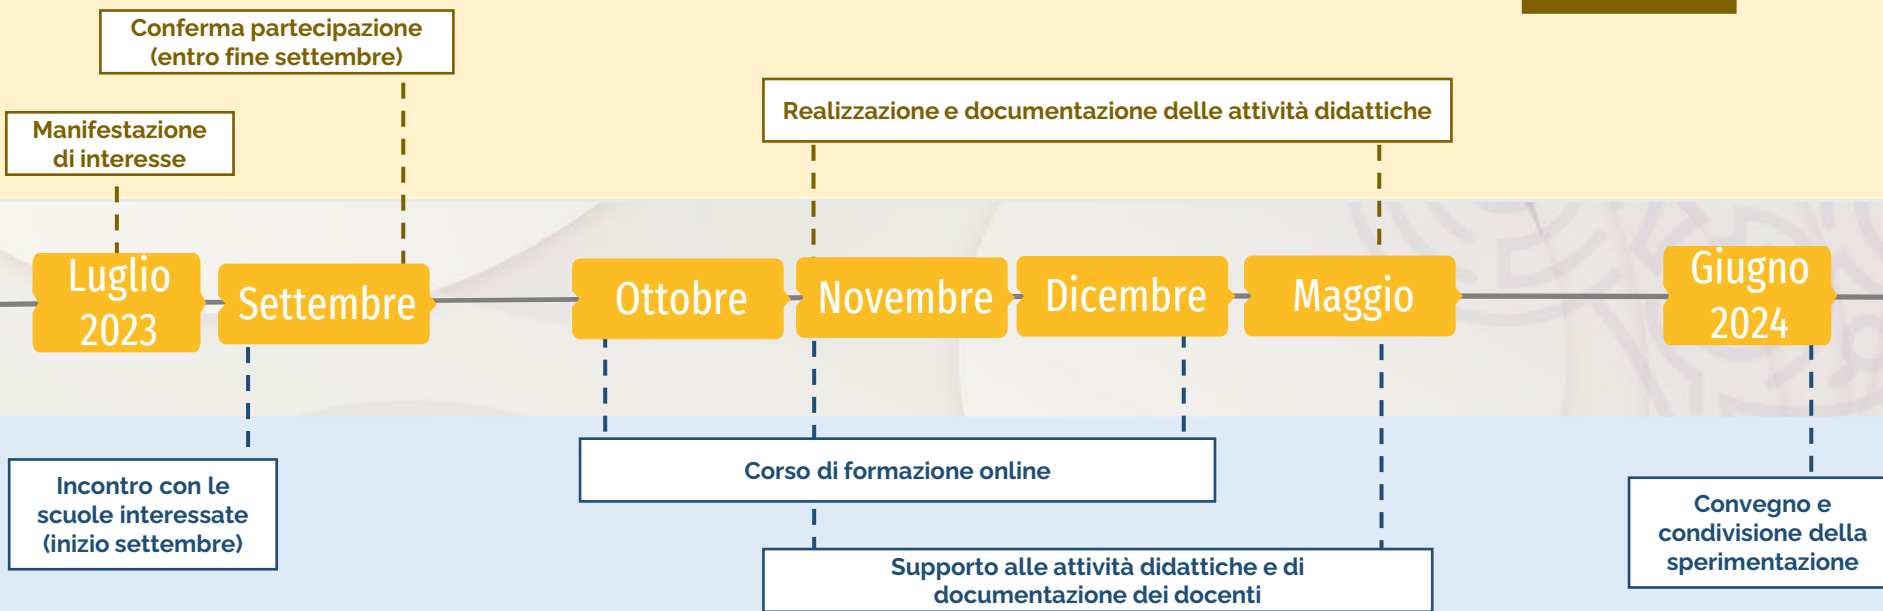 Conferma partecipazione
(entro fine settembre)
Manifestazione
di interesse
Realizzazione e documentazione delle attività didattiche
Luglio
2023
Settembre
Ottobre
Novembre
Dicembre
Maggio
Giugno
2024
Incontro con le
scuole interessate
(inizio settembre)
Corso di formazione online
Supporto alle attività didattiche e di
documentazione dei docenti
Convegno e
condivisione della
sperimentazione